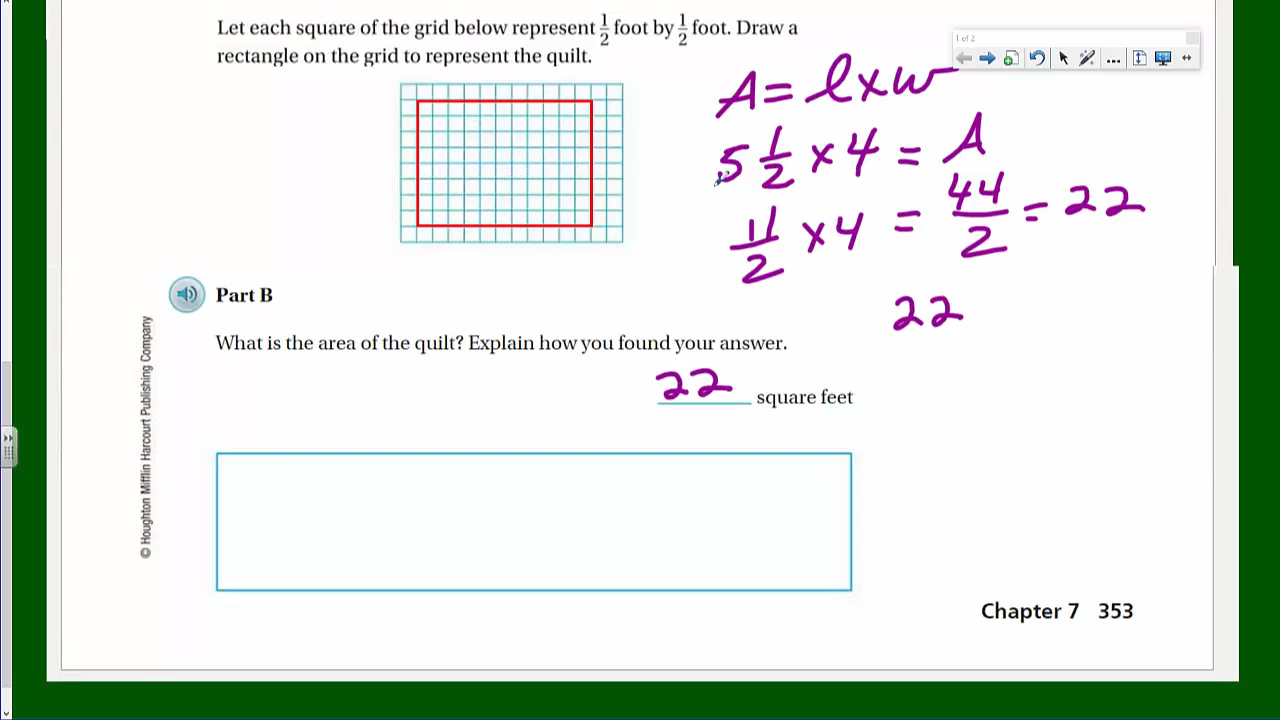 Let each square of the grid below represent 1/2 foot by 1/2 foot. Draw a
rectangle on the grid to represent the quilt.
1 of 2
A = l x w
5 1/2 x 4 = A
11/2 x 4 = 44/2 = 22
22
Part B
What is the area of the quilt? Explain how you found your answer.
22 square feet
© Houghton Mifflin Harcourt Publishing Company
Chapter 7 353